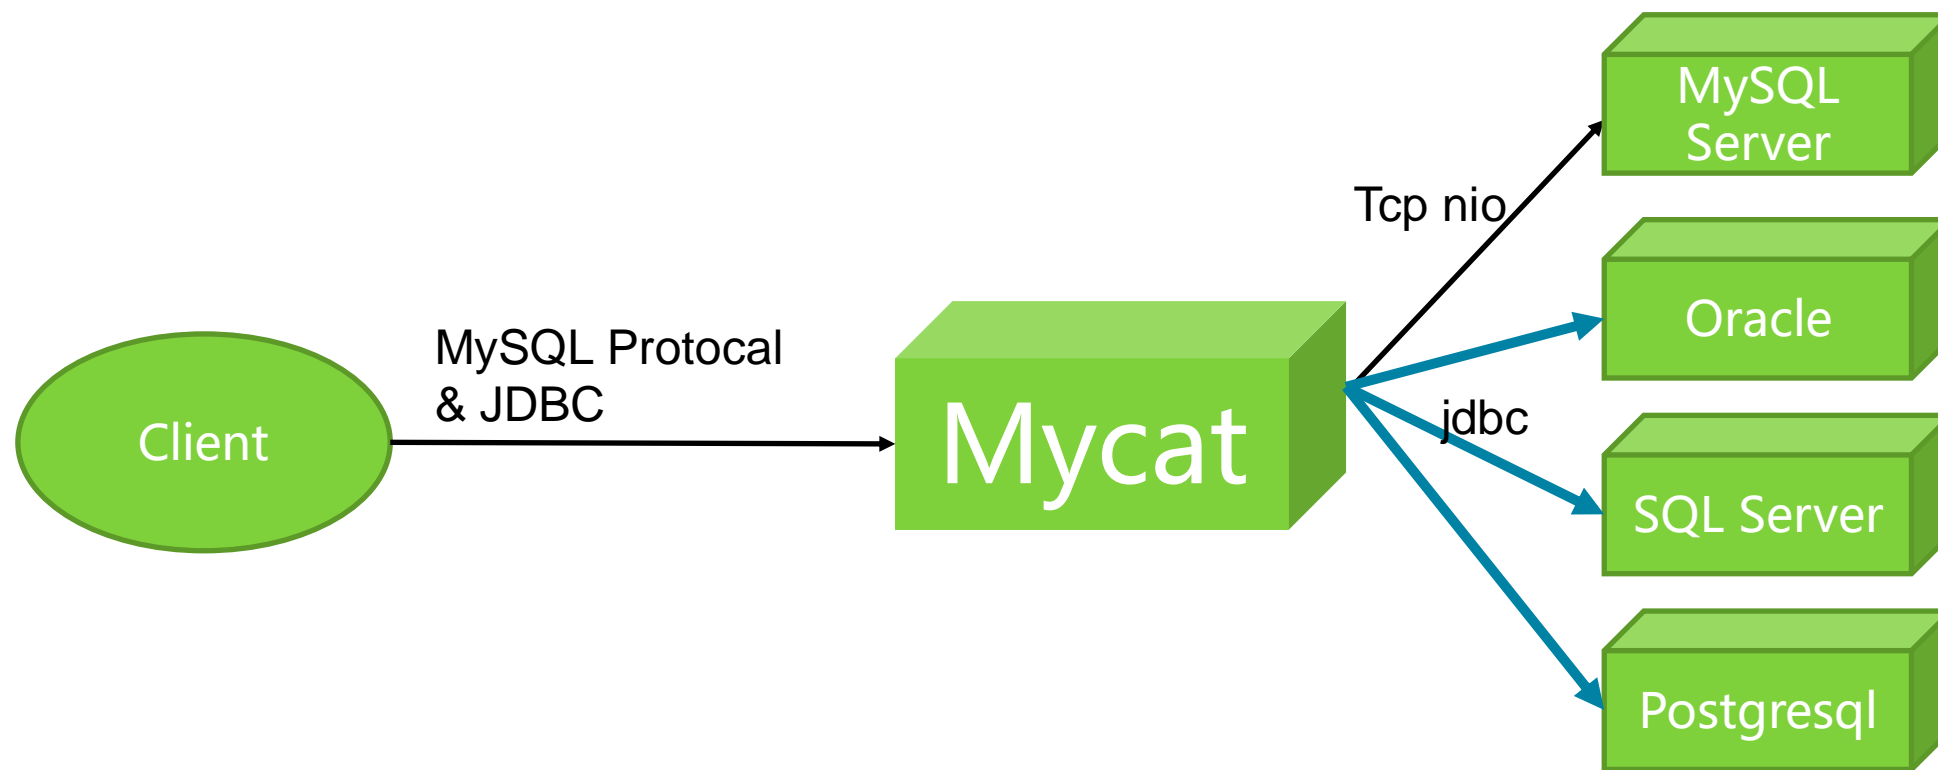 Client
MySQL Protocal
& JDBC
Mycat
Tcp nio
jdbc
MySQL
Server
Oracle
SQL Server
Postgresql